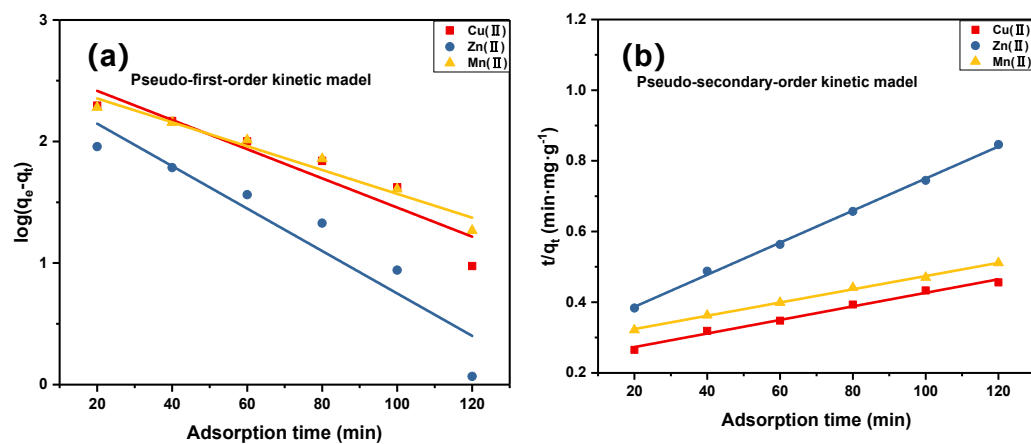 (a)
Cu(Ⅱ)
Zn(Ⅱ)
Mn(Ⅱ)
Pseudo-first-order kinetic madel
3
2
1
0
log(qe-qt)
20 40 60 80 100 120
Adsorption time (min)
(b)
Cu(Ⅱ)
Zn(Ⅱ)
Mn(Ⅱ)
Pseudo-secondary-order kinetic madel
1.2
1.0
0.8
0.6
0.4
0.2
t/qt (min·mg·g-1)
20 40 60 80 100 120
Adsorption time (min)